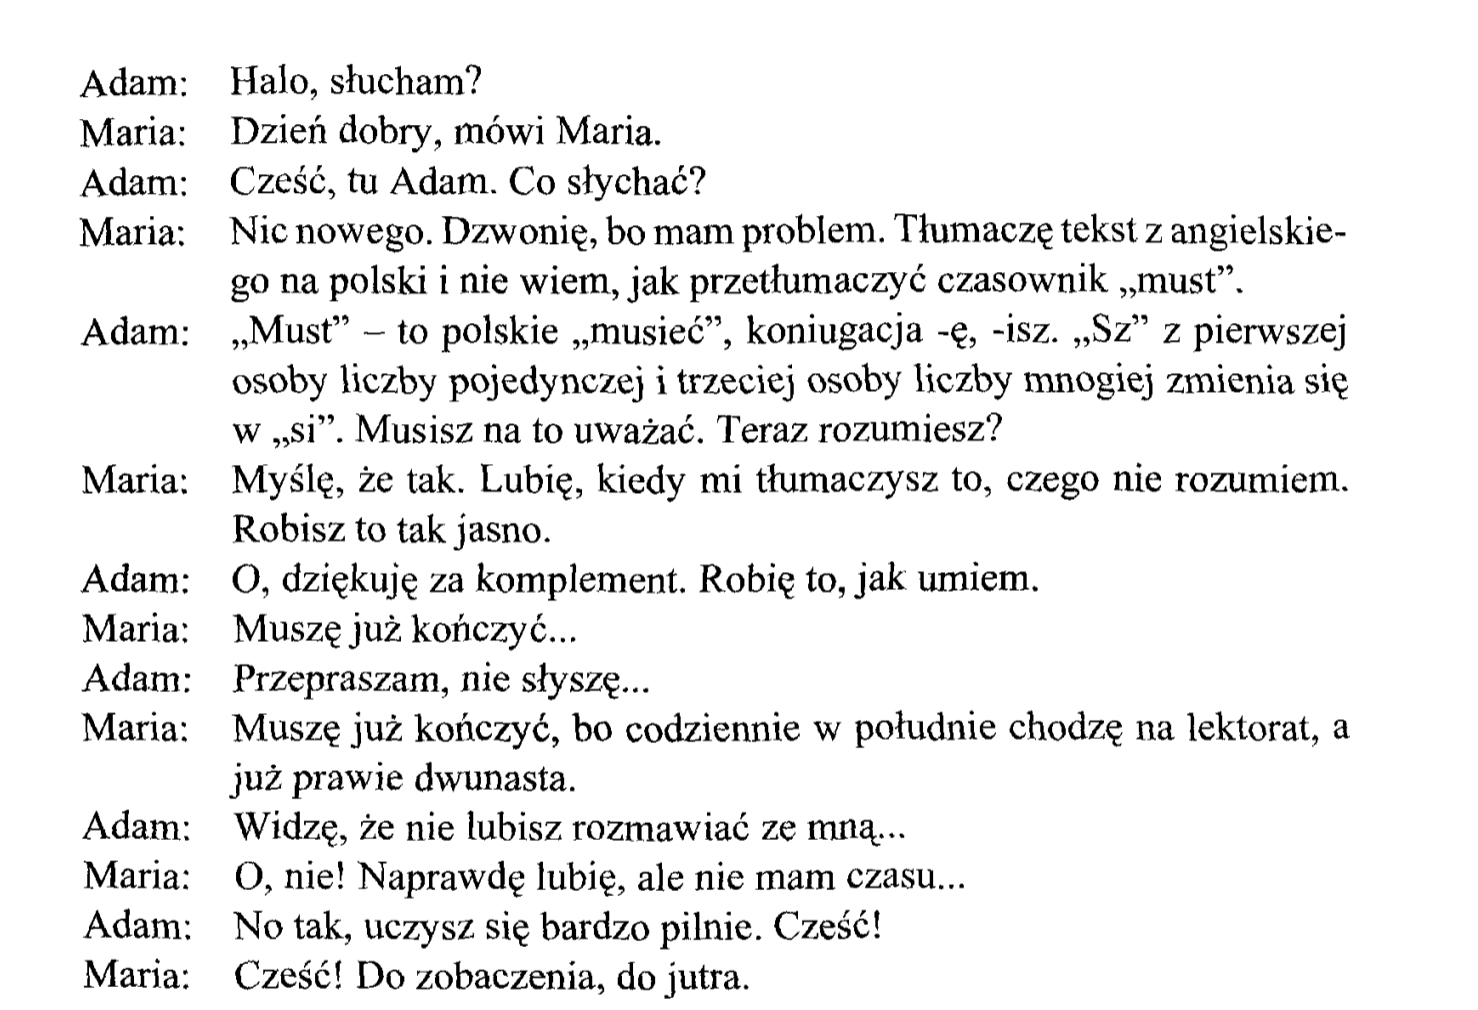 Adam: Halo, słucham?
Maria: Dzień dobry, mówi Maria.
Adam: Cześć, tu Adam. Co słychać?
Maria: Nic nowego. Dzwonię, bo mam problem. Tłumaczę tekst z angielskie-
go na polski i nie wiem, jak przetłumaczyć czasownik „must”.
Adam: „Must” – to polskie „musieć”, koniugacja -ę, -isz. „Sz” z pierwszej
osoby liczby pojedynczej i trzeciej osoby liczby mnogiej zmienia się
w „si”. Musisz na to uważać. Teraz rozumiesz?
Maria: Myślę, że tak. Lubię, kiedy mi tłumaczysz to, czego nie rozumiem.
Robisz to tak jasno.
Adam: O, dziękuję za komplement. Robię to, jak umiem.
Maria: Muszę już kończyć...
Adam: Przepraszam, nie słyszę...
Maria: Muszę już kończyć, bo codziennie w południe chodzę na lektorat, a
już prawie dwunasta.
Adam: Widzę, że nie lubisz rozmawiać ze mną...
Maria: O, nie! Naprawdę lubię, ale nie mam czasu...
Adam: No tak, uczysz się bardzo pilnie. Cześć!
Maria: Cześć! Do zobaczenia, do jutra.